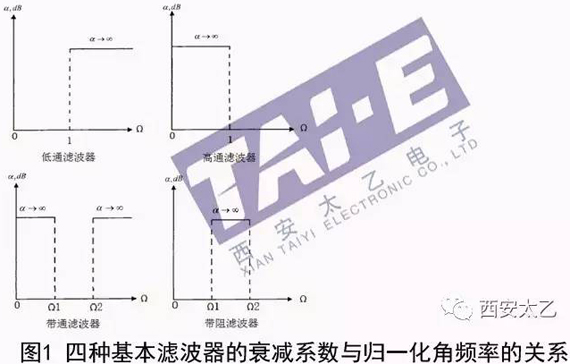 α,dB
α→∞
0
1
Ω
低通滤波器
α,dB
α→∞
0
1
Ω
高通滤波器
α,dB
α→∞
α→∞
0
Ω1
Ω2
Ω
带通滤波器
α,dB
α→∞
0
Ω1
Ω2
Ω
带阻滤波器
TAI·E
西安太乙电子
XIAN TAIYI ELECTRONIC CO., LTD
西安太乙
图1 四种基本滤波器的衰减系数与归一化角频率的关系